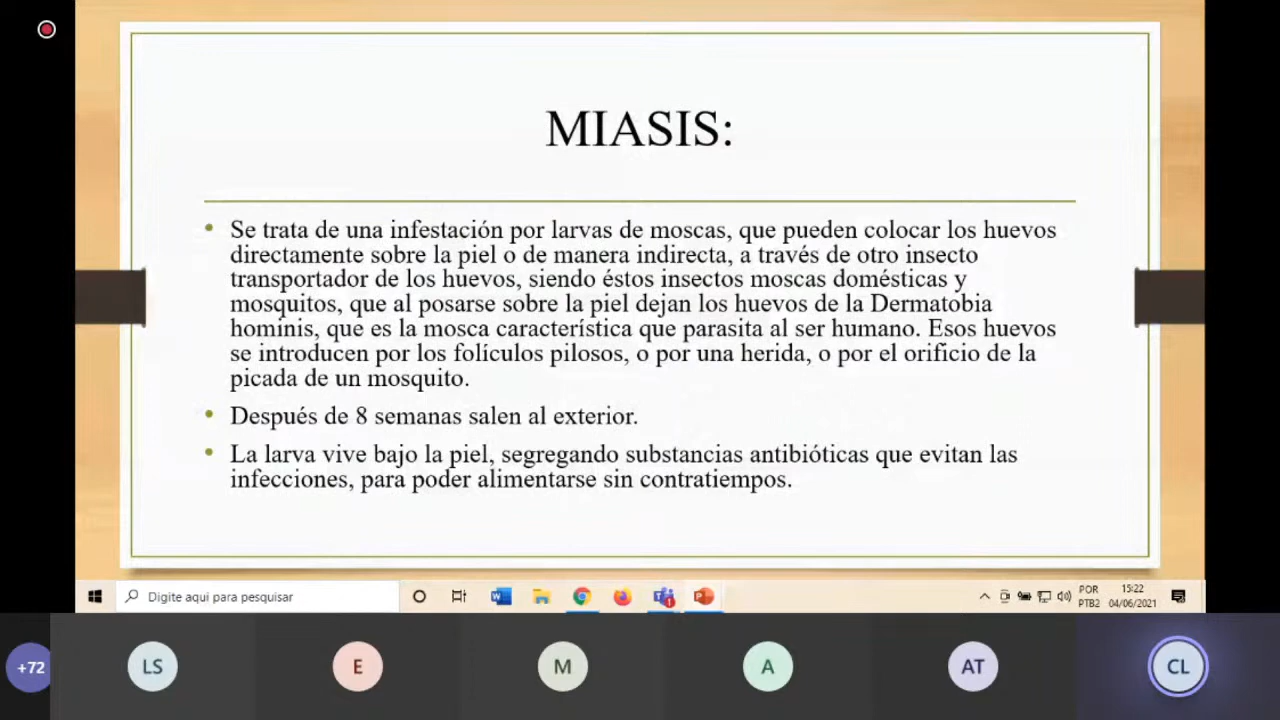 MIASIS:
• Se trata de una infestación por larvas de moscas, que pueden colocar los huevos
directamente sobre la piel o de manera indirecta, a través de otro insecto
transportador de los huevos, siendo éstos insectos moscas domésticas y
mosquitos, que al posarse sobre la piel dejan los huevos de la Dermatobia
hominis, que es la mosca característica que parasita al ser humano. Esos huevos
se introducen por los folículos pilosos, o por una herida, o por el orificio de la
picada de un mosquito.
• Después de 8 semanas salen al exterior.
• La larva vive bajo la piel, segregando substancias antibióticas que evitan las
infecciones, para poder alimentarse sin contratiempos.
Digite aqui para pesquisar
POR
PTB2
15:22
04/06/2021
+72
LS
E
M
A
AT
CL